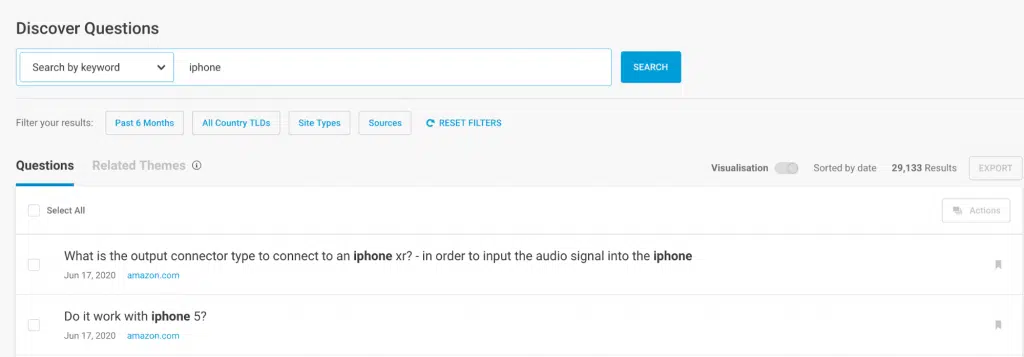 Discover Questions
Search by keyword iphone SEARCH
Filter your results: Past 6 Months All Country TLDs Site Types Sources RESET FILTERS
Questions Related Themes Visualisation Sorted by date 29,133 Results EXPORT
Select All Actions
What is the output connector type to connect to an iphone xr? - in order to input the audio signal into the iphone
Jun 17, 2020 amazon.com
Do it work with iphone 5?
Jun 17, 2020 amazon.com